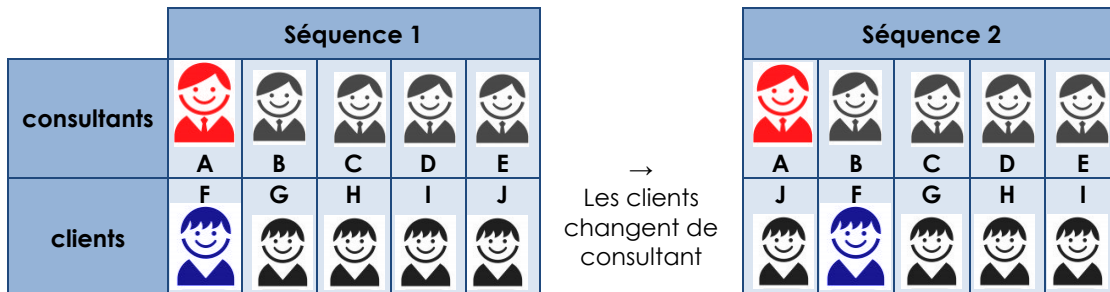 Séquence 1
consultants
A B C D E
F G H I J
clients
→
Les clients
changent de
consultant
Séquence 2
A B C D E
J F G H I